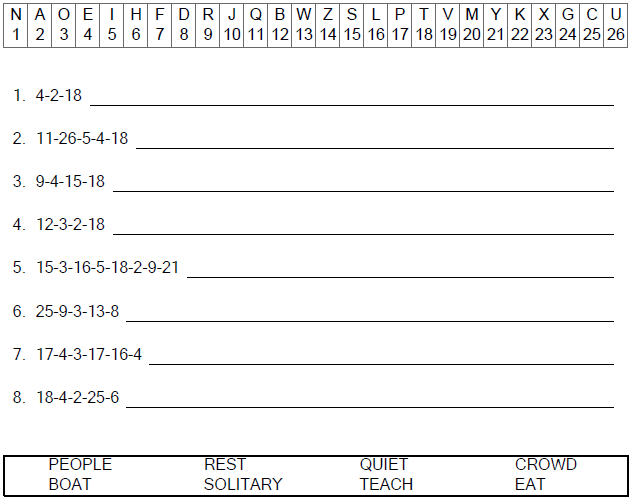 N A O E I H F D R J Q B W Z S L P T V M Y K X G C U
1 2 3 4 5 6 7 8 9 10 11 12 13 14 15 16 17 18 19 20 21 22 23 24 25 26
1. 4-2-18
2. 11-26-5-4-18
3. 9-4-15-18
4. 12-3-2-18
5. 15-3-16-5-18-2-9-21
6. 25-9-3-13-8
7. 17-4-3-17-16-4
8. 18-4-2-25-6
PEOPLE REST QUIET CROWD
BOAT SOLITARY TEACH EAT